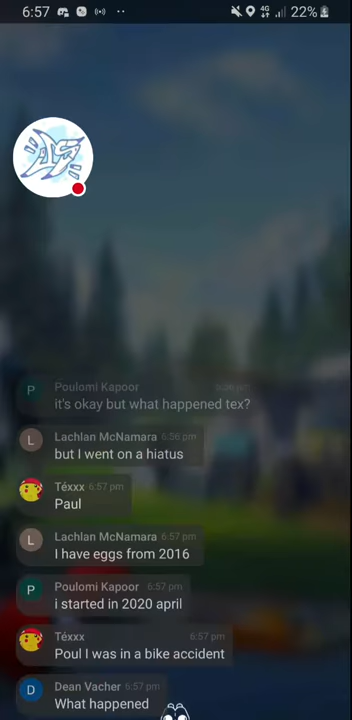 6:57
4G
22%
Poulomi Kapoor
it's okay but what happened tex?
Lachlan McNamara 6:56 pm
but I went on a hiatus
Téxxx 6:57 pm
Paul
Lachlan McNamara 6:57 pm
I have eggs from 2016
Poulomi Kapoor 6:57 pm
i started in 2020 april
Téxxx 6:57 pm
Poul I was in a bike accident
Dean Vacher 6:57 pm
What happened
P
L
L
P
D